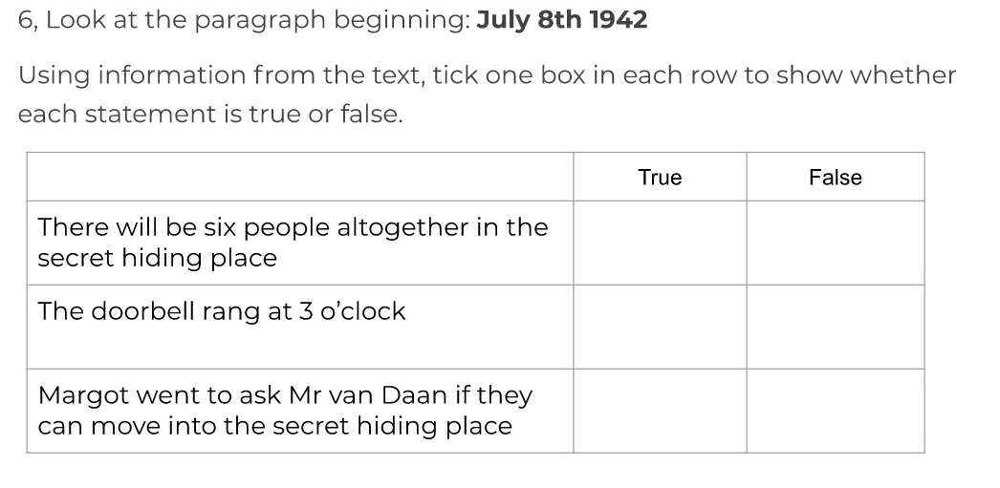 6, Look at the paragraph beginning: July 8th 1942
Using information from the text, tick one box in each row to show whether
each statement is true or false.
True False
There will be six people altogether in the
secret hiding place
The doorbell rang at 3 o’clock
Margot went to ask Mr van Daan if they
can move into the secret hiding place